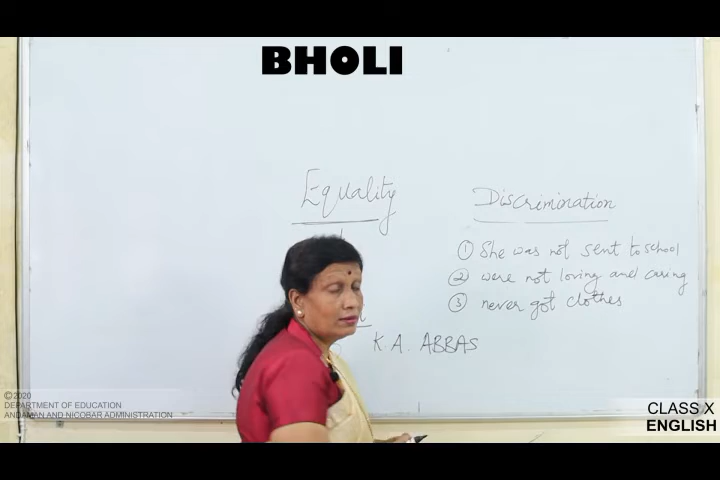 BHOLI
Equality
Discrimination
① She was not sent to school
② were not loving and caring
③ never got clothes
K. A. ABBAS
©2020
DEPARTMENT OF EDUCATION
ANDAMAN AND NICOBAR ADMINISTRATION
CLASS X
ENGLISH